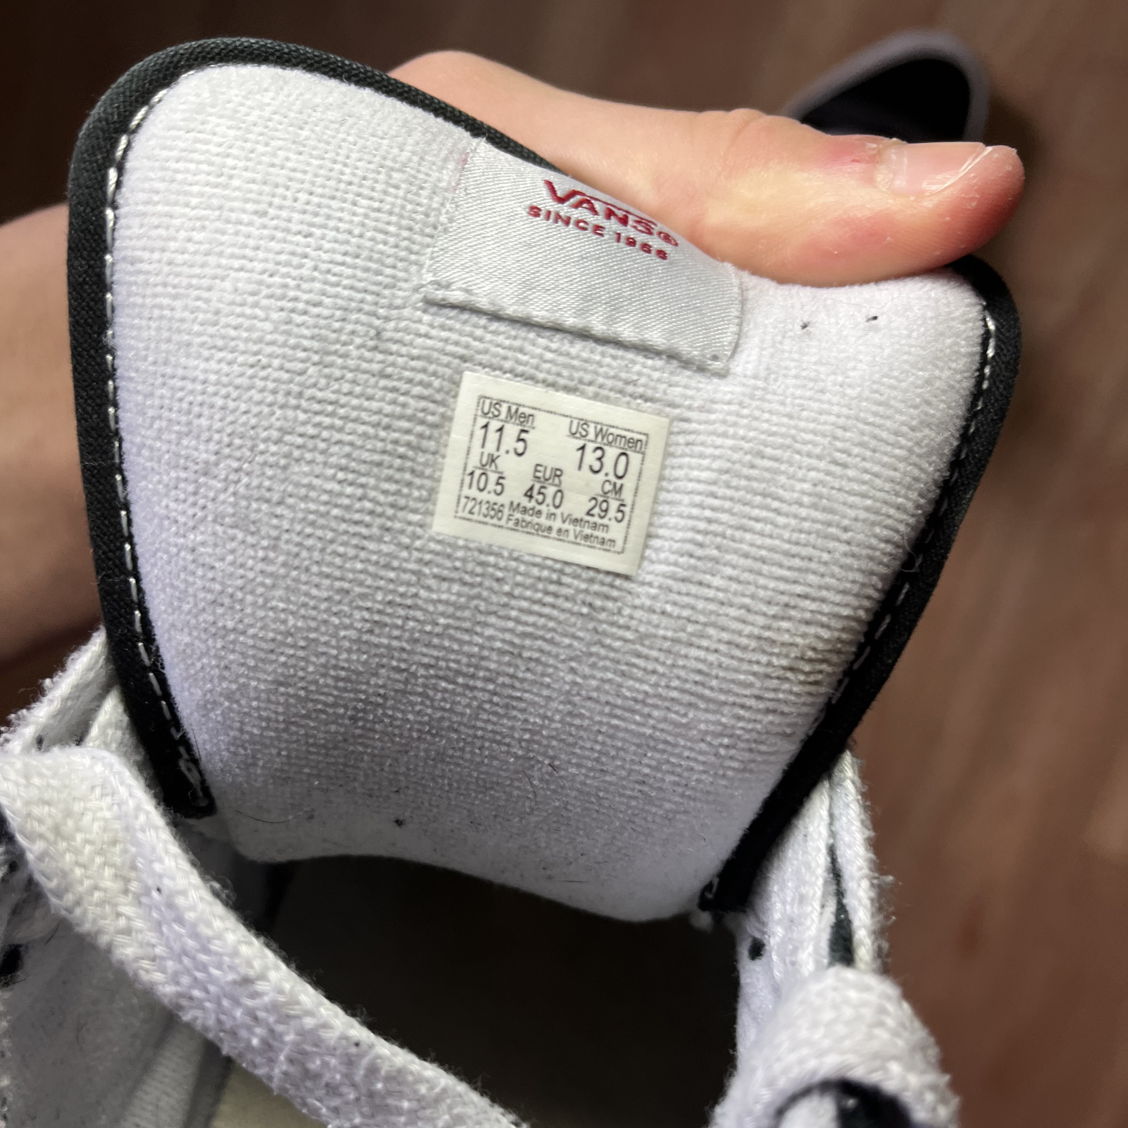 VANS®
SINCE 1966
US Men US Women
11.5 13.0
UK EUR CM
10.5 45.0 29.5
721356 Made in Vietnam
Fabrique en Vietnam